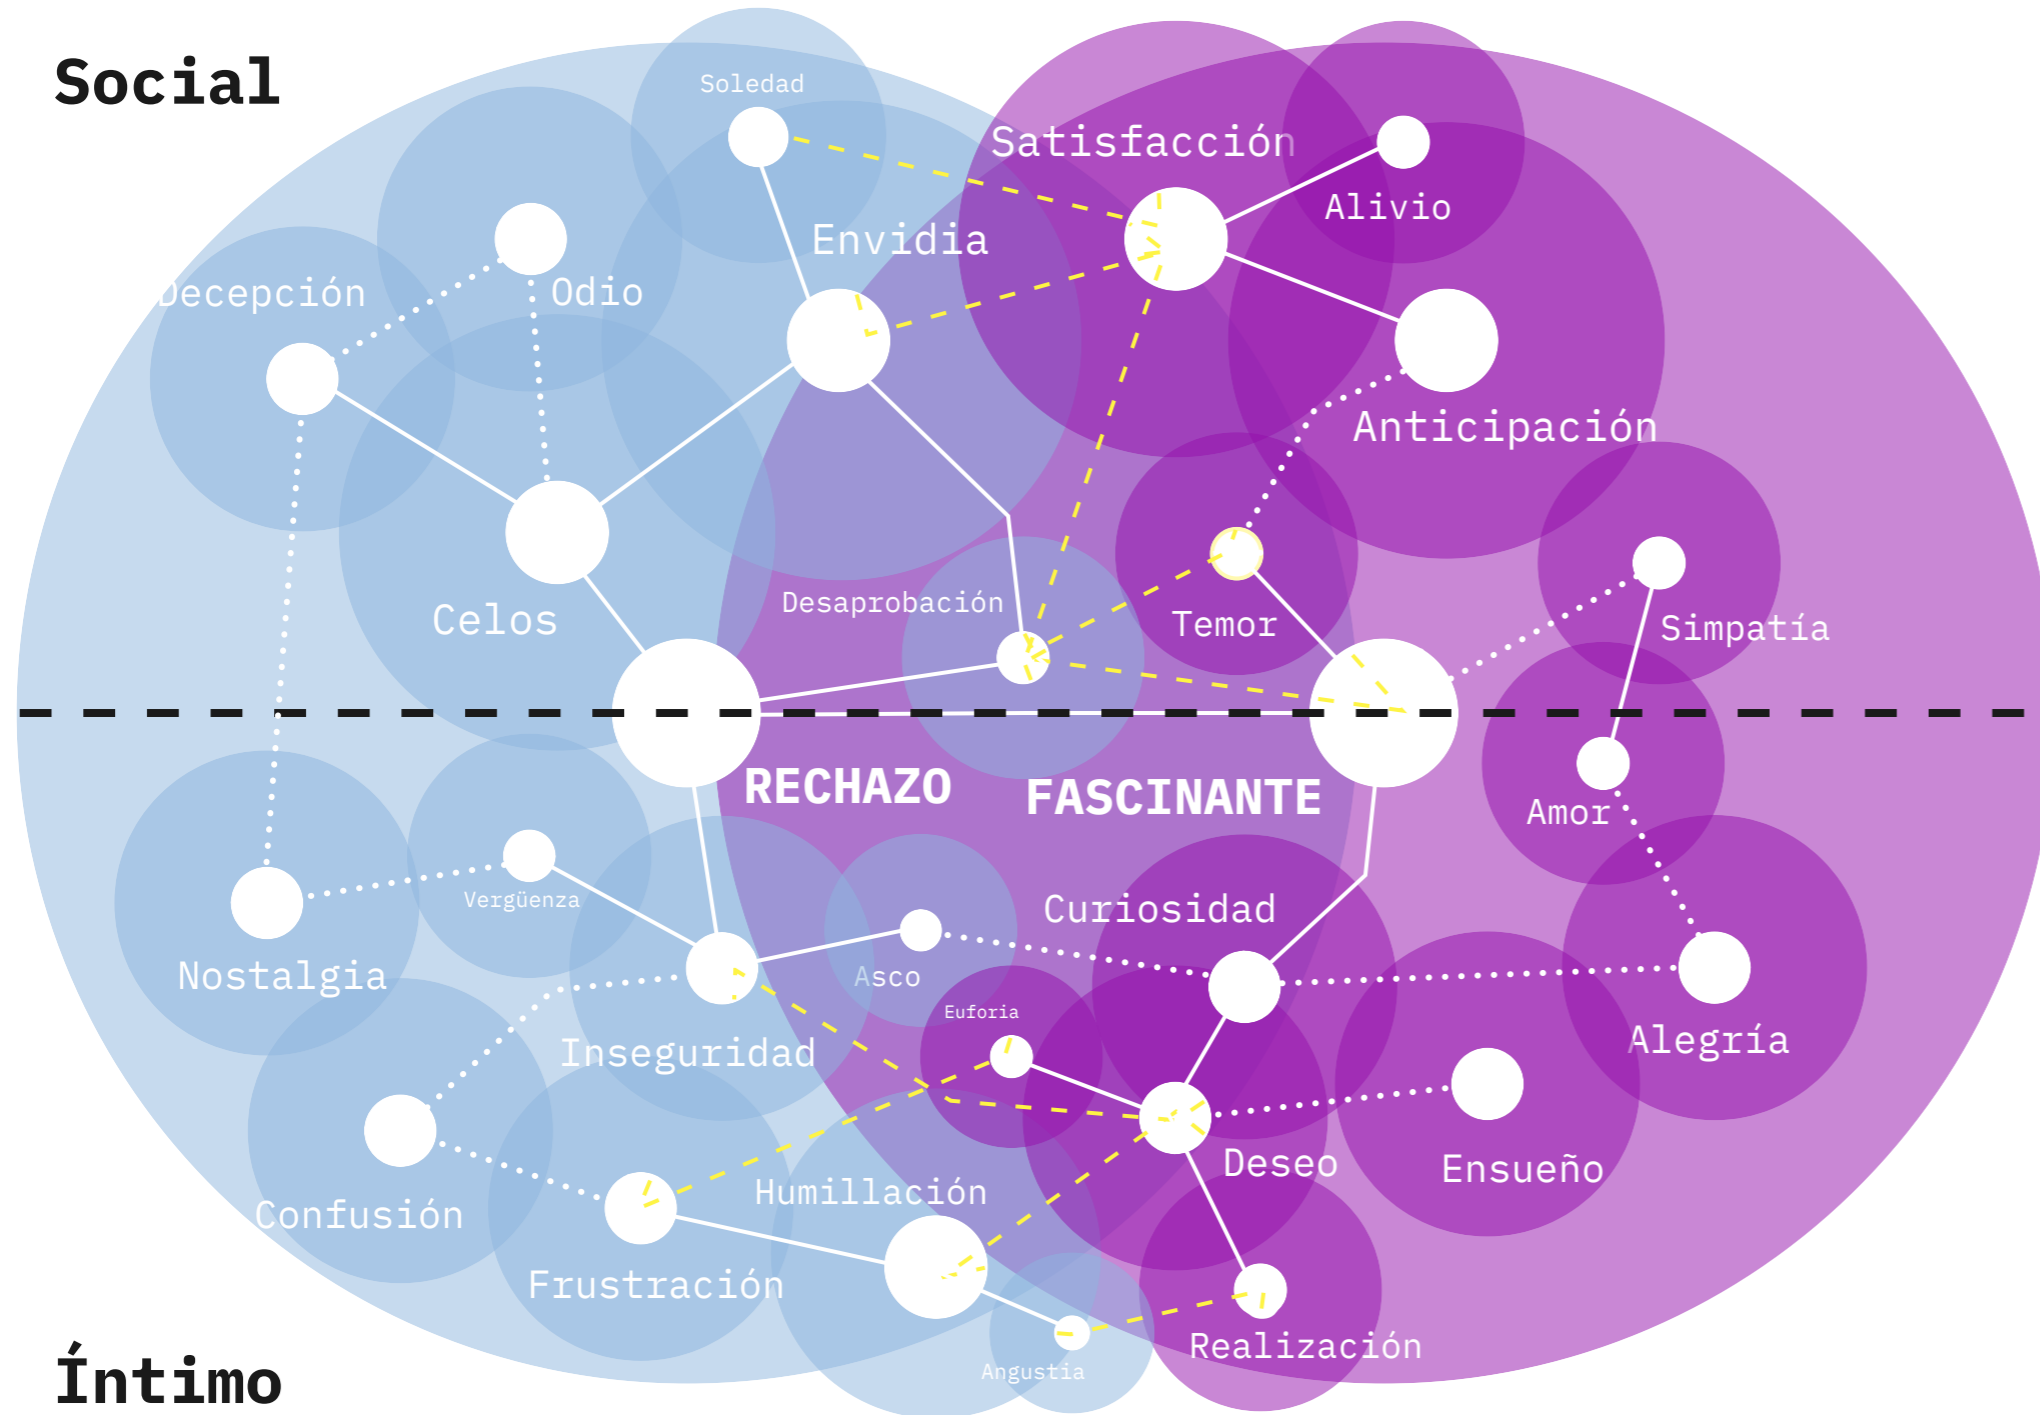 Social
Soledad
Satisfacción
Alivio
Envidia
Decepción
Odio
Anticipación
Desaprobación
Celos
Temor
Simpatía
RECHAZO
FASCINANTE
Amor
Vergüenza
Curiosidad
Nostalgia
Asco
Euforia
Inseguridad
Alegría
Deseo
Ensueño
Humillación
Confusión
Frustración
Realización
Angustia
Íntimo